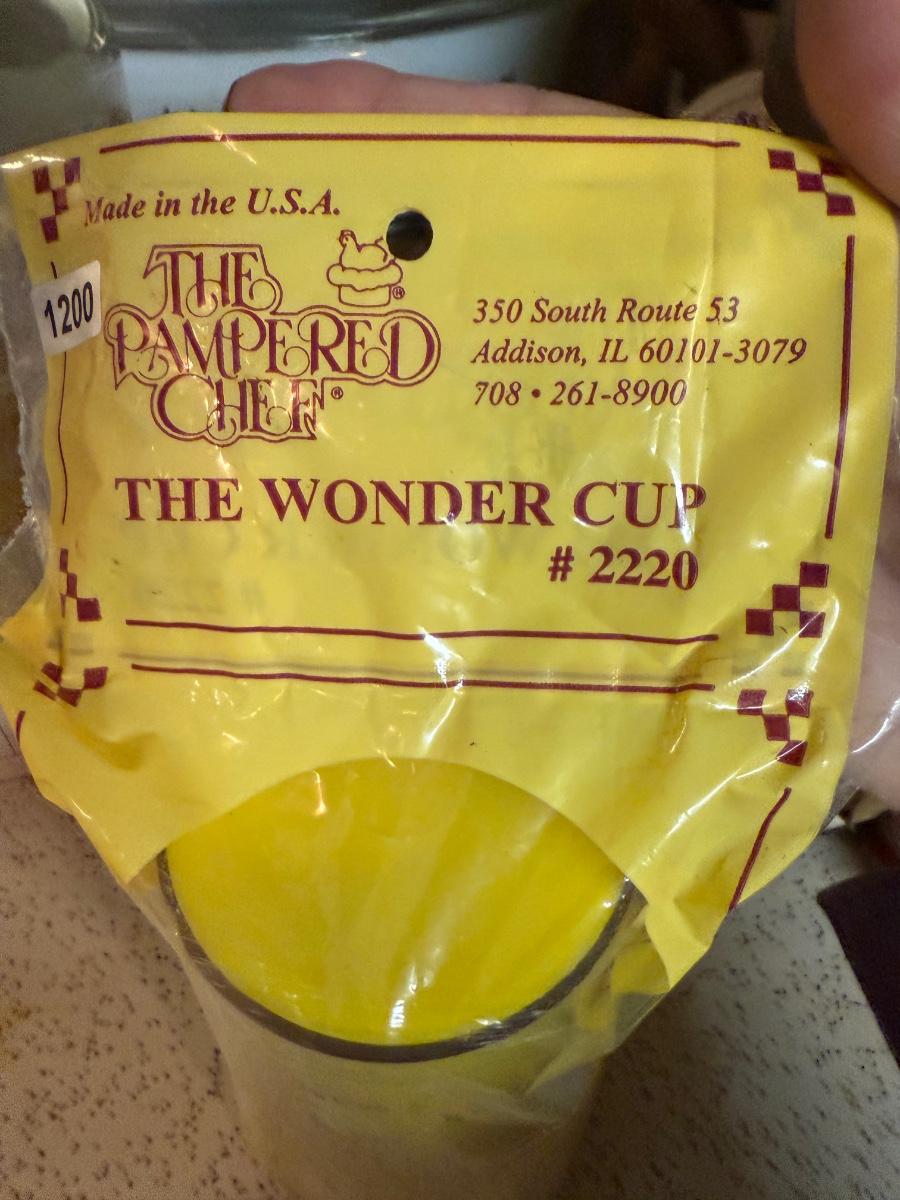 Made in the U.S.A.
1200
THE
PAMPERED
CHEF®
®
350 South Route 53
Addison, IL 60101-3079
708 • 261-8900
THE WONDER CUP
# 2220